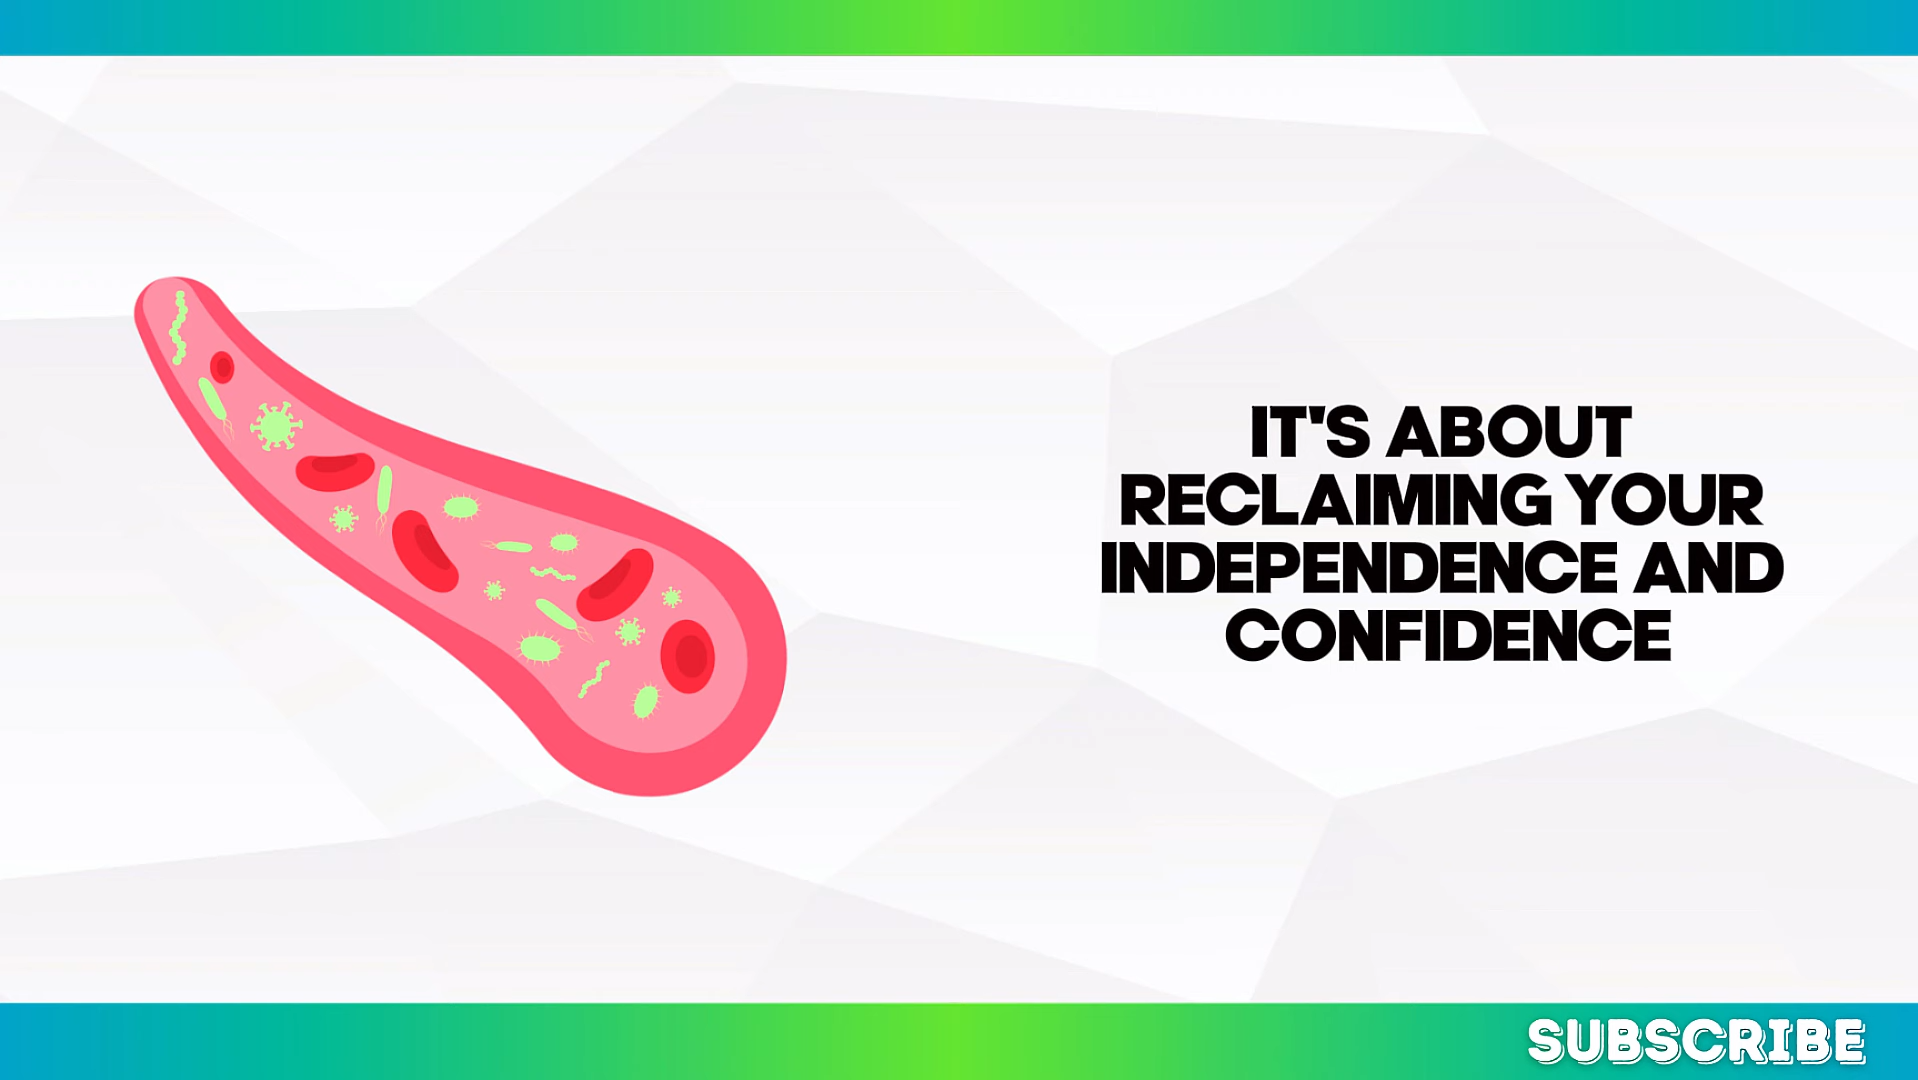 IT'S ABOUT
RECLAIMING YOUR
INDEPENDENCE AND
CONFIDENCE
SUBSCRIBE